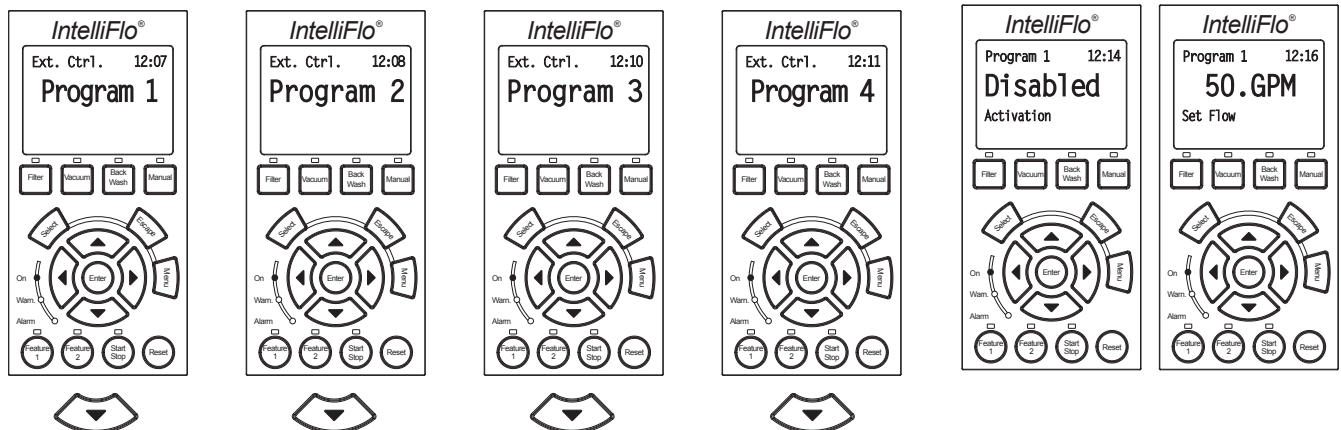 IntelliFlo®
Ext. Ctrl. 12:07
Program 1
Filter
Vacuum
Back
Wash
Manual
Select
Escape
Menu
Enter
On
Warn.
Alarm
Feature
1
Feature
2
Start
Stop
Reset
IntelliFlo®
Ext. Ctrl. 12:08
Program 2
Filter
Vacuum
Back
Wash
Manual
Select
Escape
Menu
Enter
On
Warn.
Alarm
Feature
1
Feature
2
Start
Stop
Reset
IntelliFlo®
Ext. Ctrl. 12:10
Program 3
Filter
Vacuum
Back
Wash
Manual
Select
Escape
Menu
Enter
On
Warn.
Alarm
Feature
1
Feature
2
Start
Stop
Reset
IntelliFlo®
Ext. Ctrl. 12:11
Program 4
Filter
Vacuum
Back
Wash
Manual
Select
Escape
Menu
Enter
On
Warn.
Alarm
Feature
1
Feature
2
Start
Stop
Reset
IntelliFlo®
Program 1 12:14
Disabled
Activation
Filter
Vacuum
Back
Wash
Manual
Select
Escape
Menu
Enter
On
Warn.
Alarm
Feature
1
Feature
2
Start
Stop
Reset
IntelliFlo®
Program 1 12:16
50.GPM
Set Flow
Filter
Vacuum
Back
Wash
Manual
Select
Escape
Menu
Enter
On
Warn.
Alarm
Feature
1
Feature
2
Start
Stop
Reset